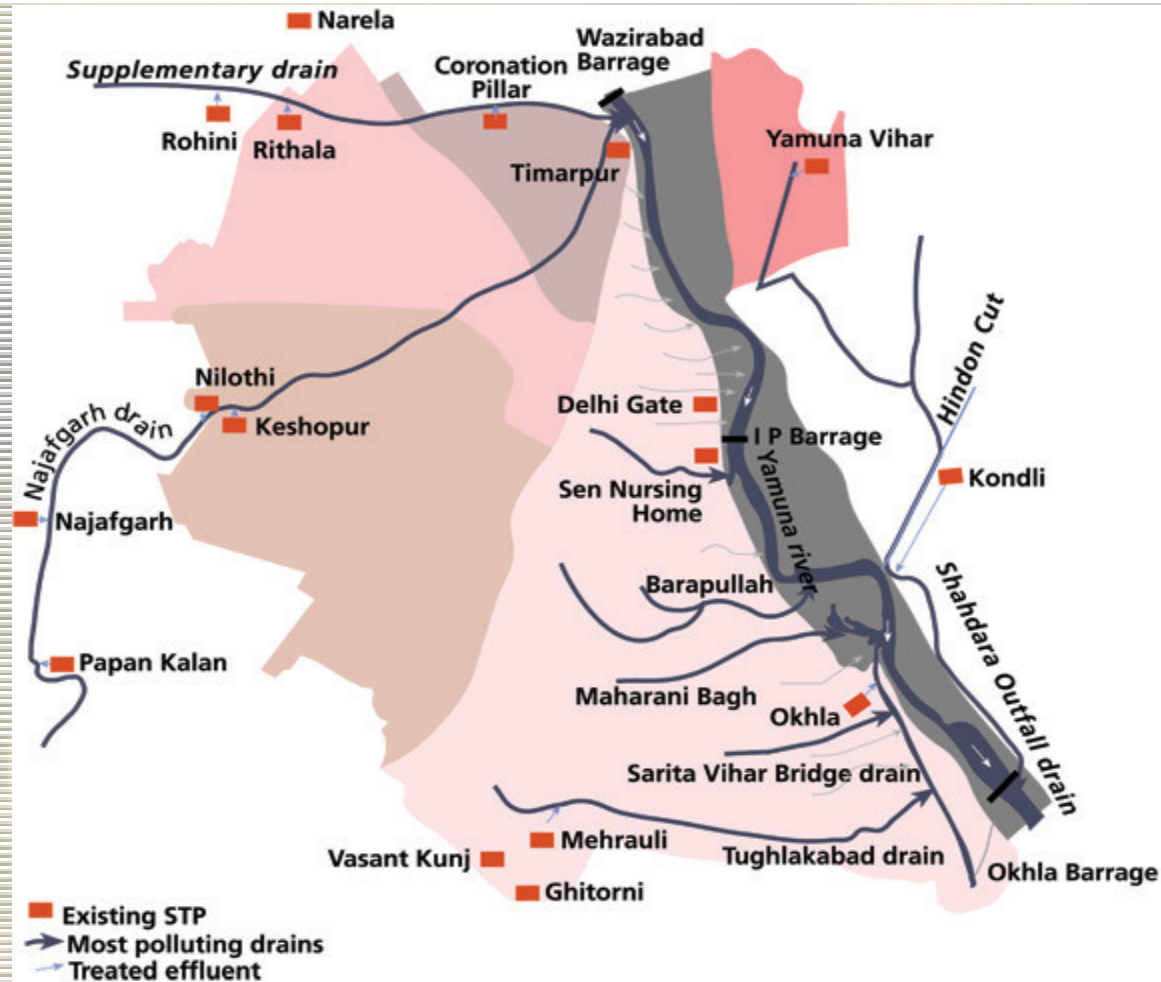 Narela
Supplementary drain
Coronation
Pillar
Wazirabad
Barrage
Rohini
Rithala
Timarpur
Yamuna Vihar
Hindon Cut
Nilothi
Keshopur
Najafgarh drain
Delhi Gate
I P Barrage
Kondli
Sen Nursing
Home
Yamuna river
Najafgarh
Barapullah
Shahdara Outfall drain
Papan Kalan
Maharani Bagh
Okhla
Sarita Vihar Bridge drain
Mehrauli
Vasant Kunj
Tughlakabad drain
Okhla Barrage
Ghitorni
Existing STP
Most polluting drains
Treated effluent